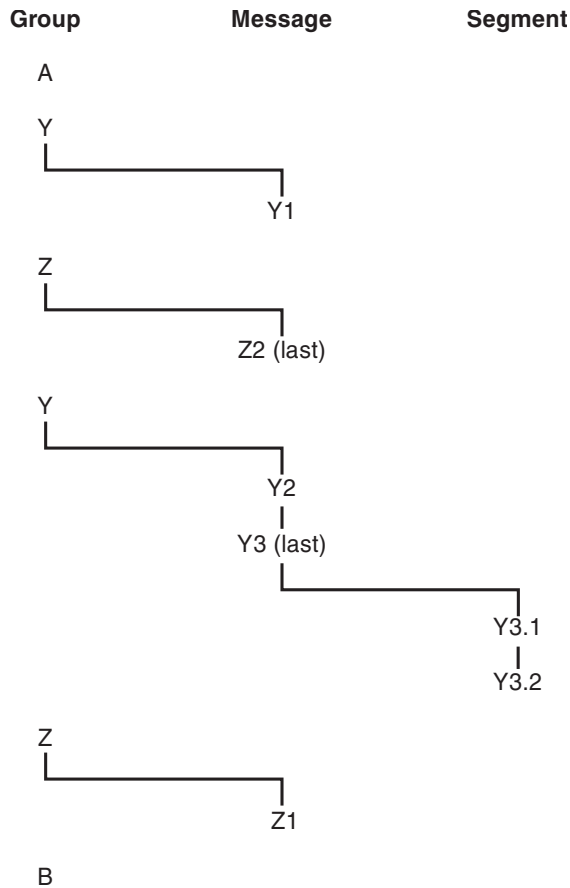 Group Message Segment
A
Y
Y1
Z
Z2 (last)
Y
Y2
Y3 (last)
Y3.1
Y3.2
Z
Z1
B